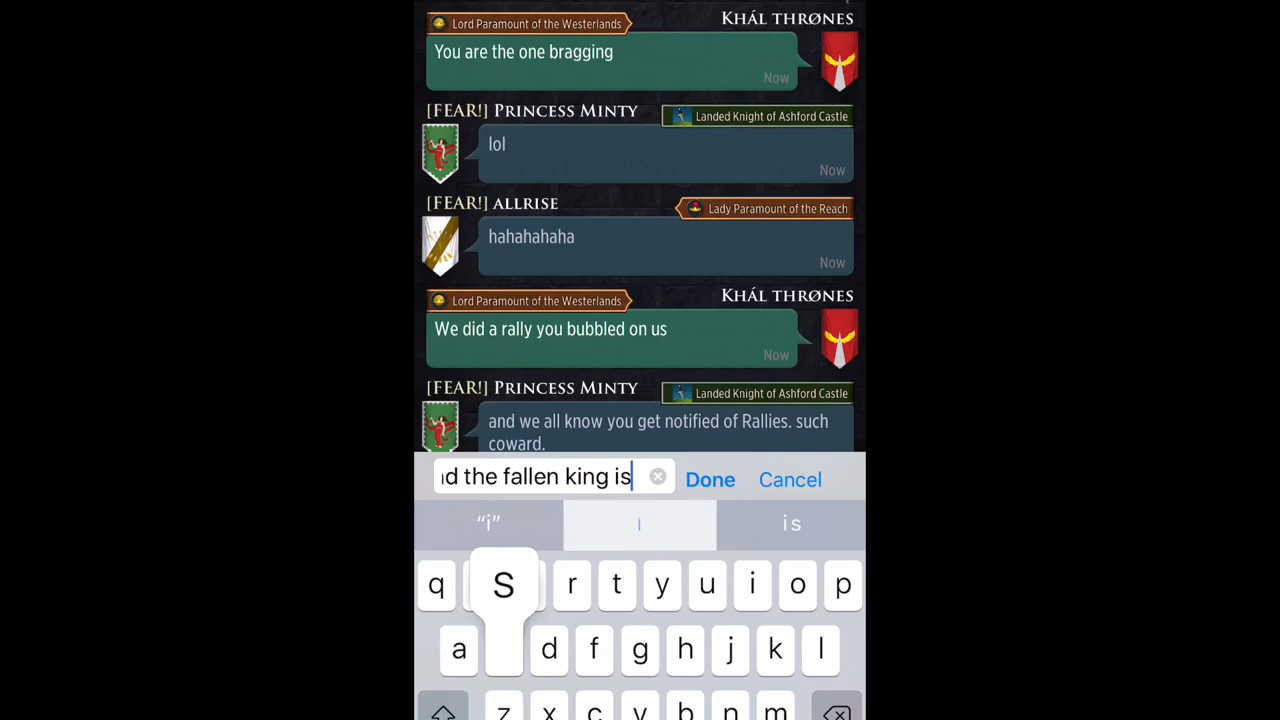 Lord Paramount of the Westerlands
KHÁL THRØNES
You are the one bragging
Now
[FEAR!] PRINCESS MINTY
Landed Knight of Ashford Castle
lol
Now
[FEAR!] ALLRISE
Lady Paramount of the Reach
hahahahaha
Now
Lord Paramount of the Westerlands
KHÁL THRØNES
We did a rally you bubbled on us
Now
[FEAR!] PRINCESS MINTY
Landed Knight of Ashford Castle
and we all know you get notified of Rallies. such
coward.
the fallen king is
Done
Cancel
“i”
is
S
q r t y u i o p
a d f g h j k l
z x c v b n m